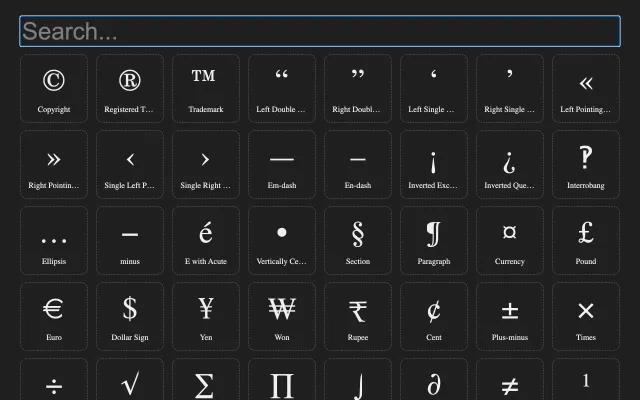 Search...
© ® ™ “ ” ‘ ’ «
Copyright Registered T... Trademark Left Double ... Right Doubl... Left Single ... Right Single ... Left Pointing...
» ‹ › — – ¡ ¿ ‽
Right Pointin... Single Left P... Single Right ... Em-dash En-dash Inverted Exc... Inverted Que... Interrobang
… − é • § ¶ ¤ £
Ellipsis minus E with Acute Vertically Ce... Section Paragraph Currency Pound
€ $ ¥ ₩ ₹ ¢ ± ×
Euro Dollar Sign Yen Won Rupee Cent Plus-minus Times
÷ √ ∑ ∏ ∫ ∂ ≠ ¹